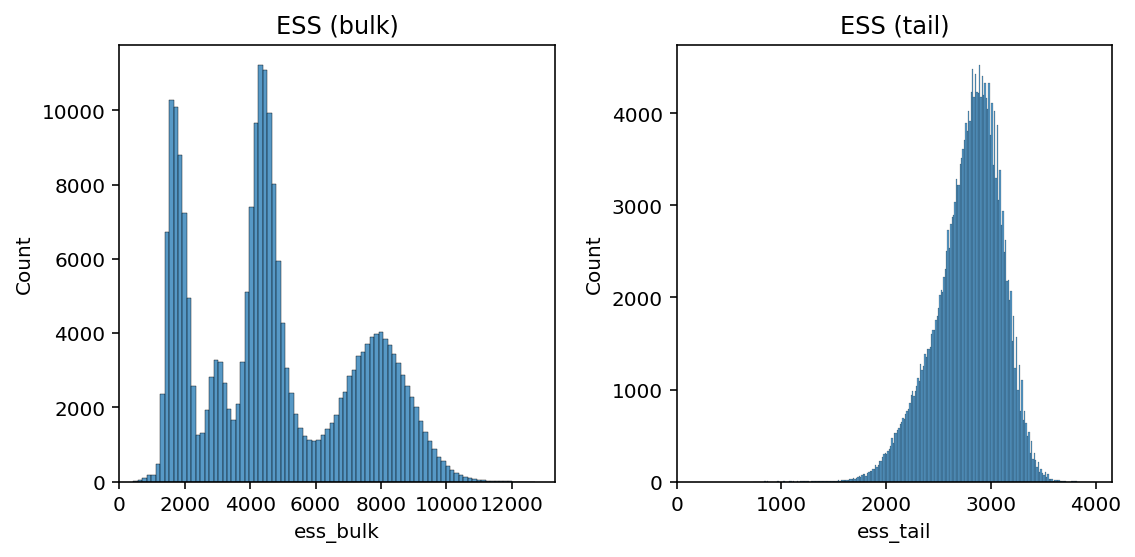 ESS (bulk)
Count
10000
8000
6000
4000
2000
0
0 2000 4000 6000 8000 10000 12000
ess_bulk
ESS (tail)
Count
4000
3000
2000
1000
0
0 1000 2000 3000 4000
ess_tail